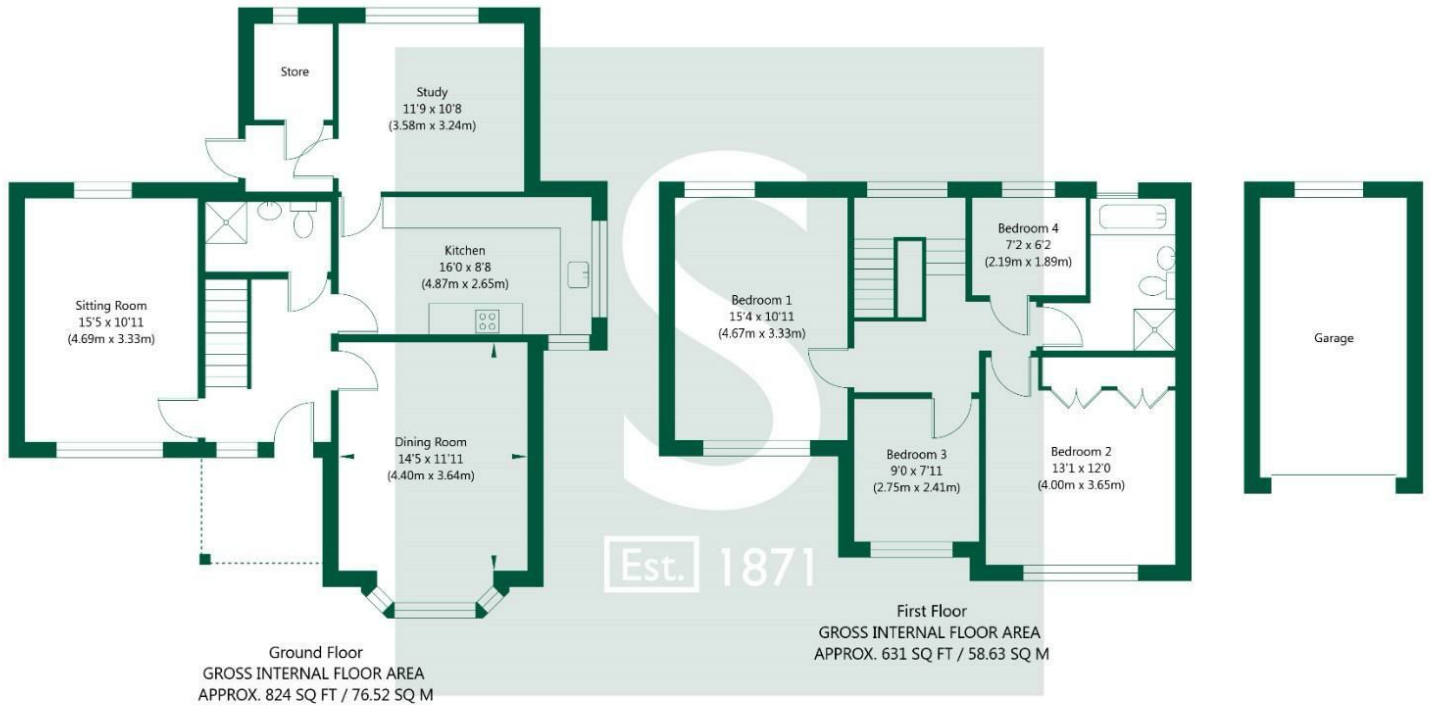 Store
Study
11'9 x 10'8
(3.58m x 3.24m)
Sitting Room
15'5 x 10'11
(4.69m x 3.33m)
Kitchen
16'0 x 8'8
(4.87m x 2.65m)
Dining Room
14'5 x 11'11
(4.40m x 3.64m)
Ground Floor
GROSS INTERNAL FLOOR AREA
APPROX. 824 SQ FT / 76.52 SQ M
Bedroom 1
15'4 x 10'11
(4.67m x 3.33m)
Bedroom 4
7'2 x 6'2
(2.19m x 1.89m)
Bedroom 3
9'0 x 7'11
(2.75m x 2.41m)
Bedroom 2
13'1 x 12'0
(4.00m x 3.65m)
First Floor
GROSS INTERNAL FLOOR AREA
APPROX. 631 SQ FT / 58.63 SQ M
Garage
S
Est. 1871